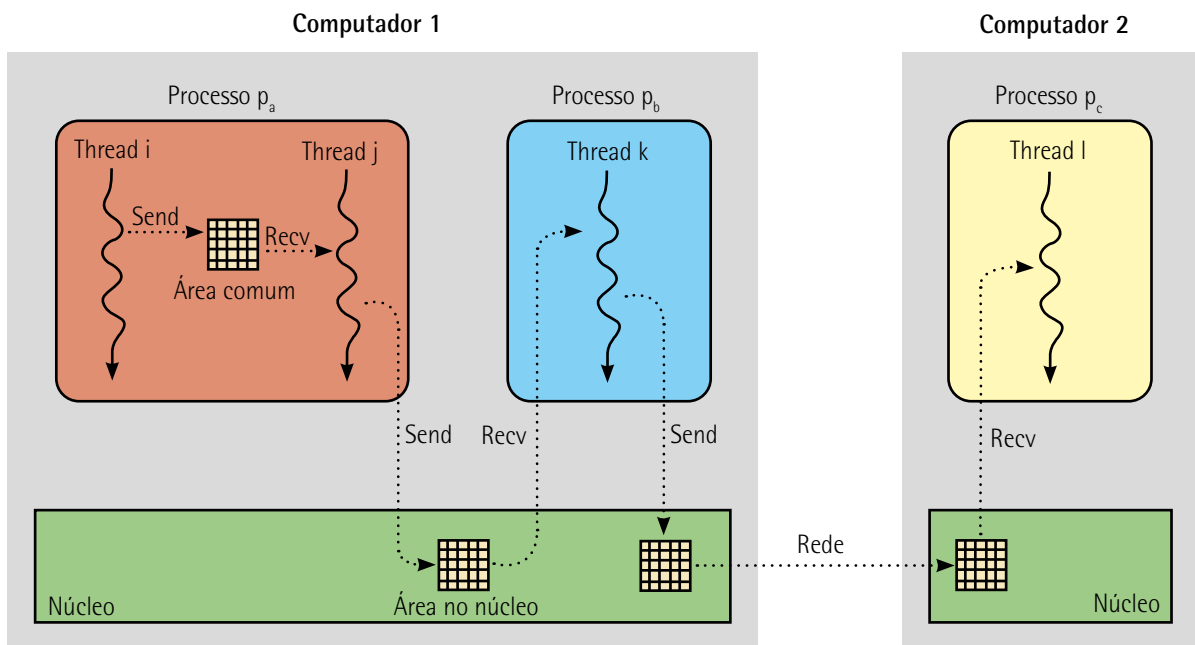 Computador 1
Computador 2
Processo pa
Processo pb
Processo pc
Thread i
Thread j
Thread k
Thread l
Send
Recv
Área comum
Send
Recv
Send
Recv
Rede
Núcleo
Área no núcleo
Núcleo